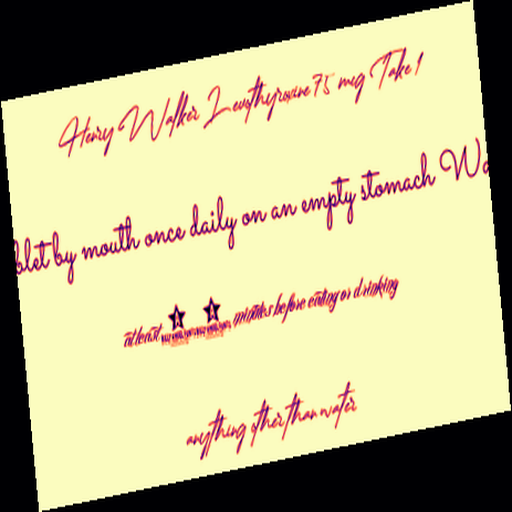 Henry Walker Levothyroxine 75 mcg Take 1
blet by mouth once daily on an empty stomach Wa
at least minutes before eating or drinking
anything other than water